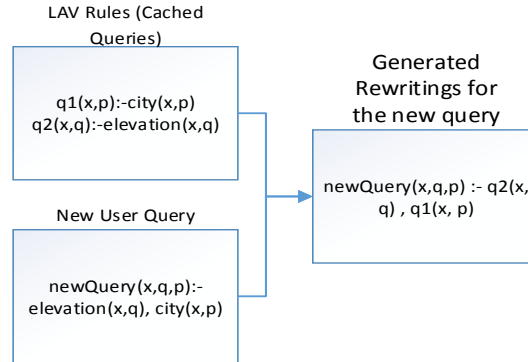 LAV Rules (Cached
Queries)
q1(x,p):-city(x,p)
q2(x,q):-elevation(x,q)
New User Query
newQuery(x,q,p):-
elevation(x,q), city(x,p)
Generated
Rewritings for
the new query
newQuery(x,q,p) :- q2(x,
q) , q1(x, p)